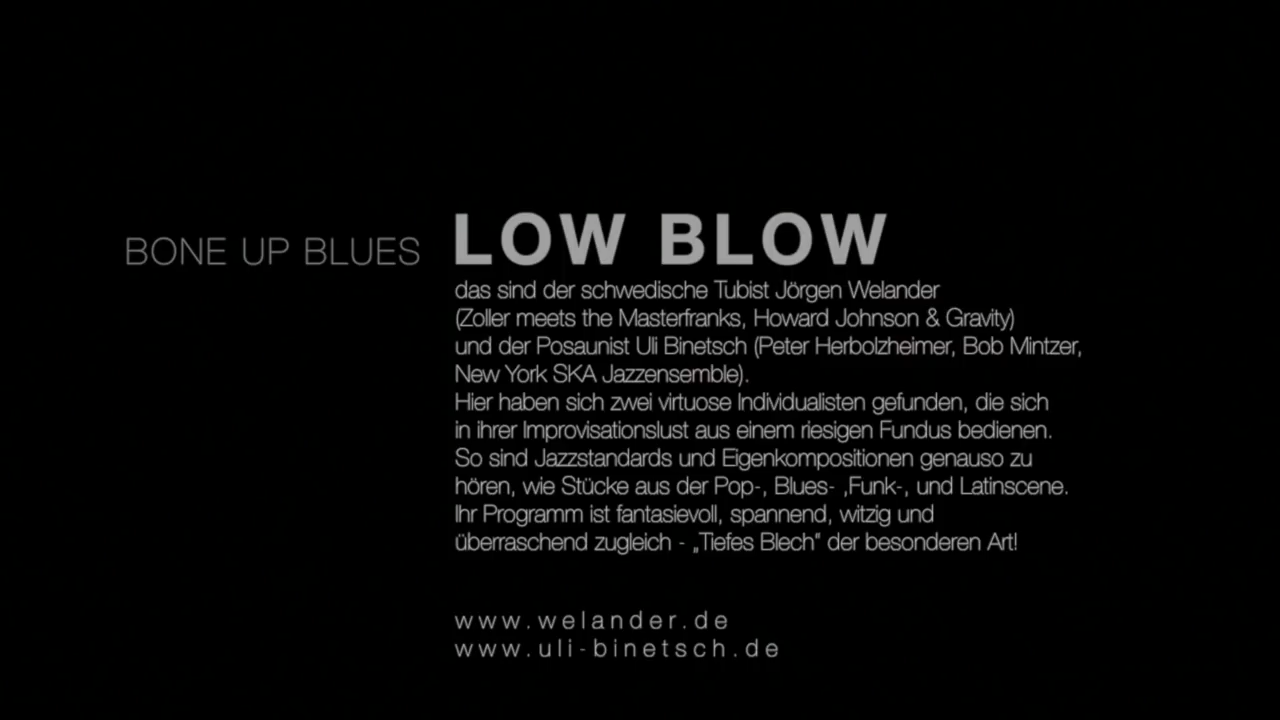 BONE UP BLUES LOW BLOW
das sind der schwedische Tubist Jörgen Welander
(Zoller meets the Masterfranks, Howard Johnson & Gravity)
und der Posaunist Uli Binetsch (Peter Herbolzheimer, Bob Mintzer,
New York SKA Jazzensemble).
Hier haben sich zwei virtuose Individualisten gefunden, die sich
in ihrer Improvisationslust aus einem riesigen Fundus bedienen.
So sind Jazzstandards und Eigenkompositionen genauso zu
hören, wie Stücke aus der Pop-, Blues- ,Funk-, und Latinscene.
Ihr Programm ist fantasievoll, spannend, witzig und
überraschend zugleich - „Tiefes Blech“ der besonderen Art!
www.welander.de
www.uli-binetsch.de